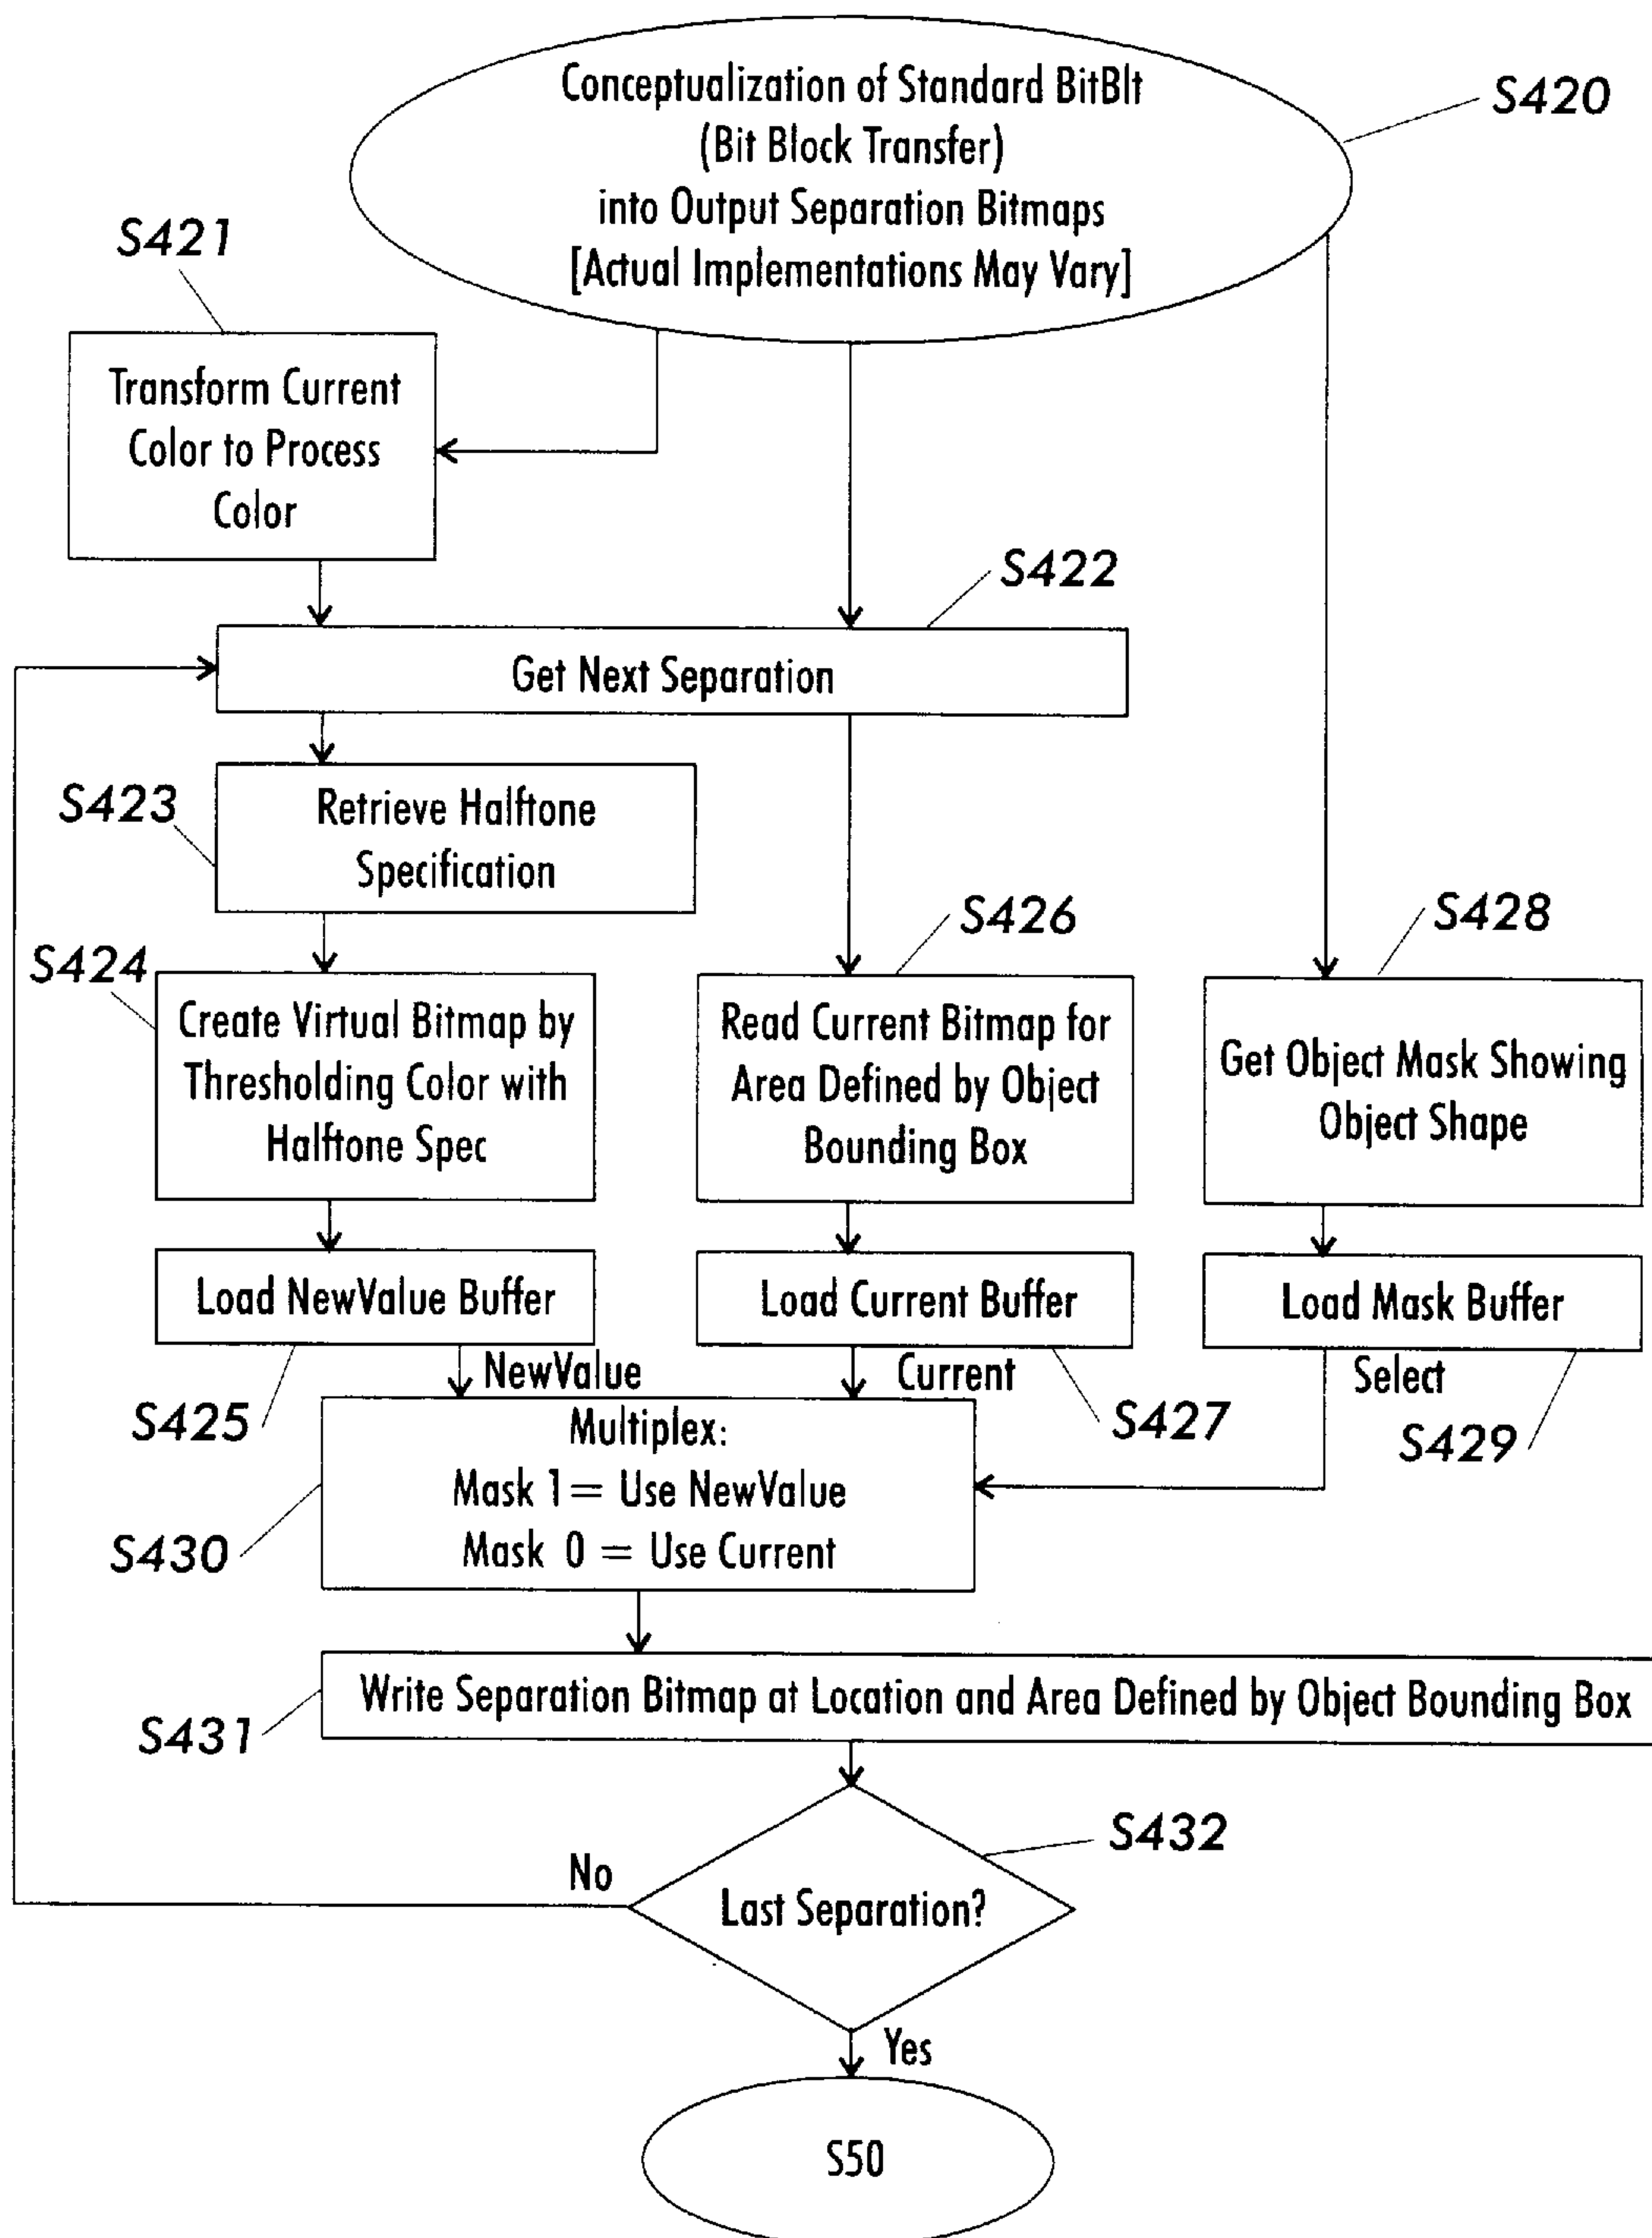 Conceptualization of Standard BitBlt
(Bit Block Transfer)
into Output Separation Bitmaps
[Actual Implementations May Vary]
S420
S421
Transform Current
Color to Process
Color
S422
Get Next Separation
S423
Retrieve Halftone
Specification
S424
Create Virtual Bitmap by
Thresholding Color with
Halftone Spec
S426
Read Current Bitmap for
Area Defined by Object
Bounding Box
S428
Get Object Mask Showing
Object Shape
Load NewValue Buffer
Load Current Buffer
Load Mask Buffer
S425
NewValue
Current
S427
Select
S429
Multiplex:
Mask 1 = Use NewValue
Mask 0 = Use Current
S430
Write Separation Bitmap at Location and Area Defined by Object Bounding Box
S431
S432
Last Separation?
No
Yes
S50